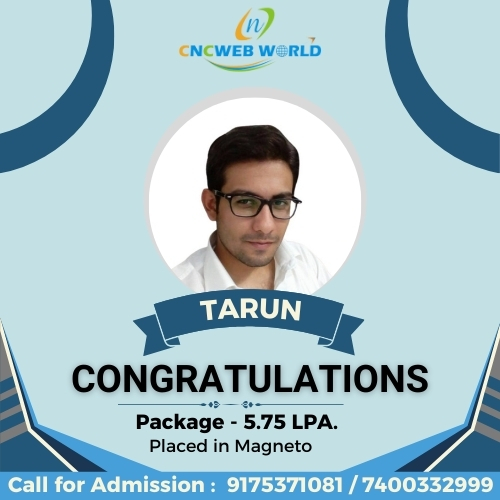 n
CNCWEB WORLD
TARUN
CONGRATULATIONS
Package - 5.75 LPA.
Placed in Magneto
Call for Admission : 9175371081 / 7400332999